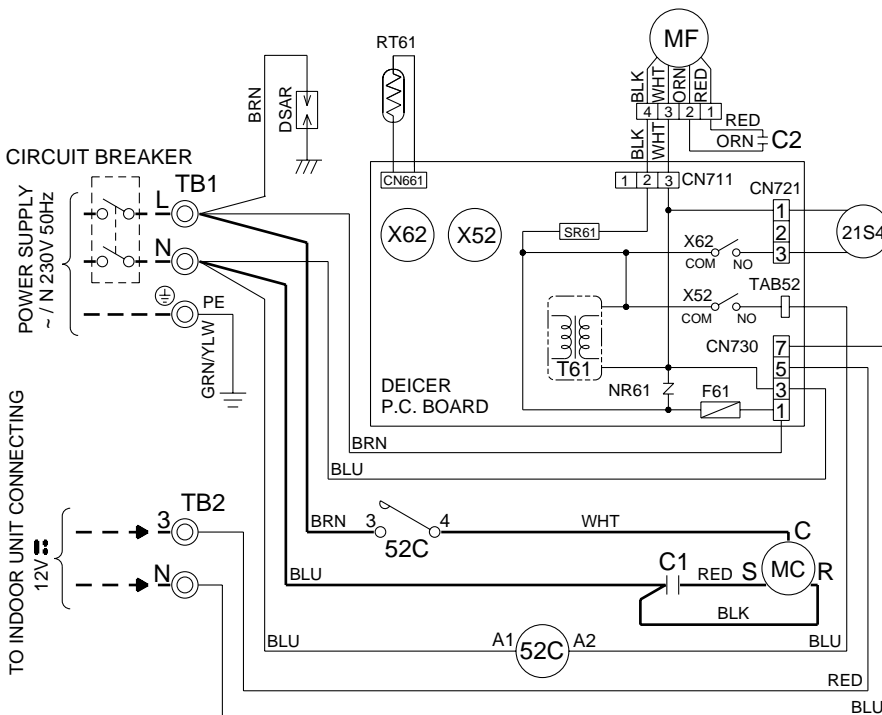 RT61
MF
BLK
WHT
ORN
RED
4 3 2 1
RED
ORN C2
BLK
WHT
BRN
DSAR
CIRCUIT BREAKER
POWER SUPPLY
~ / N 230V 50Hz
L
TB1
N
PE
GRN/YLW
CN661
1 2 3 CN711
CN721
1
2
3
21S4
X62
X52
SR61
X62
COM NO
X52
COM NO
TAB52
CN730
7
5
3
1
T61
NR61
F61
DEICER
P.C. BOARD
BRN
BLU
TO INDOOR UNIT CONNECTING
12V
TB2
3
N
BRN 3 4 WHT
52C
C
BLU
C1
RED S MC R
BLK
BLU A1 52C A2 BLU
RED
BLU